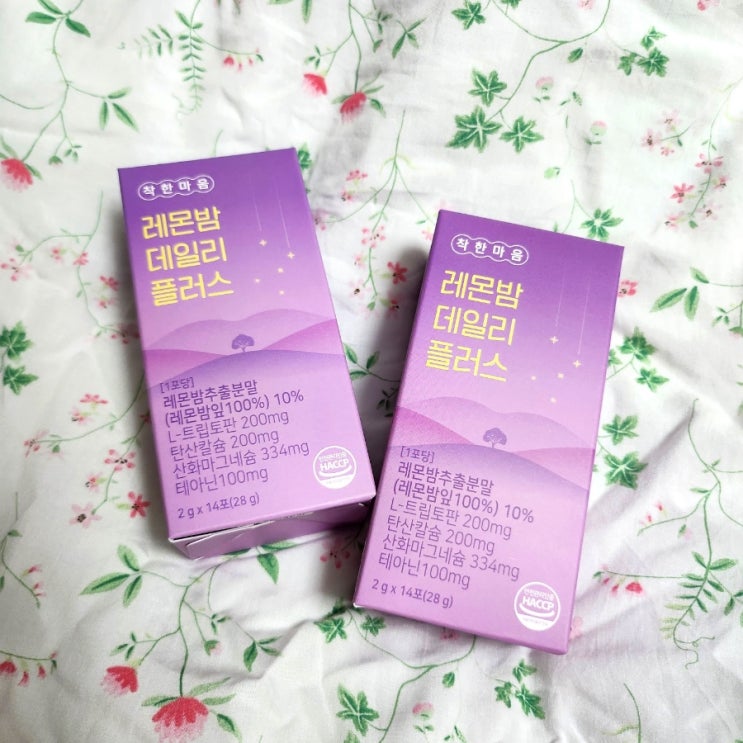 착한마음
레몬밤
데일리
플러스
[1포당]
레몬밤추출분말
(레몬밤잎100%) 10%
L-트립토판 200mg
탄산칼슘 200mg
산화마그네슘 334mg
테아닌100mg
2 g x 14포(28 g)
HACCP
착한마음
레몬밤
데일리
플러스
[1포당]
레몬밤추출분말
(레몬밤잎100%) 10%
L-트립토판 200mg
탄산칼슘 200mg
산화마그네슘 334mg
테아닌100mg
2 g x 14포(28 g)
HACCP